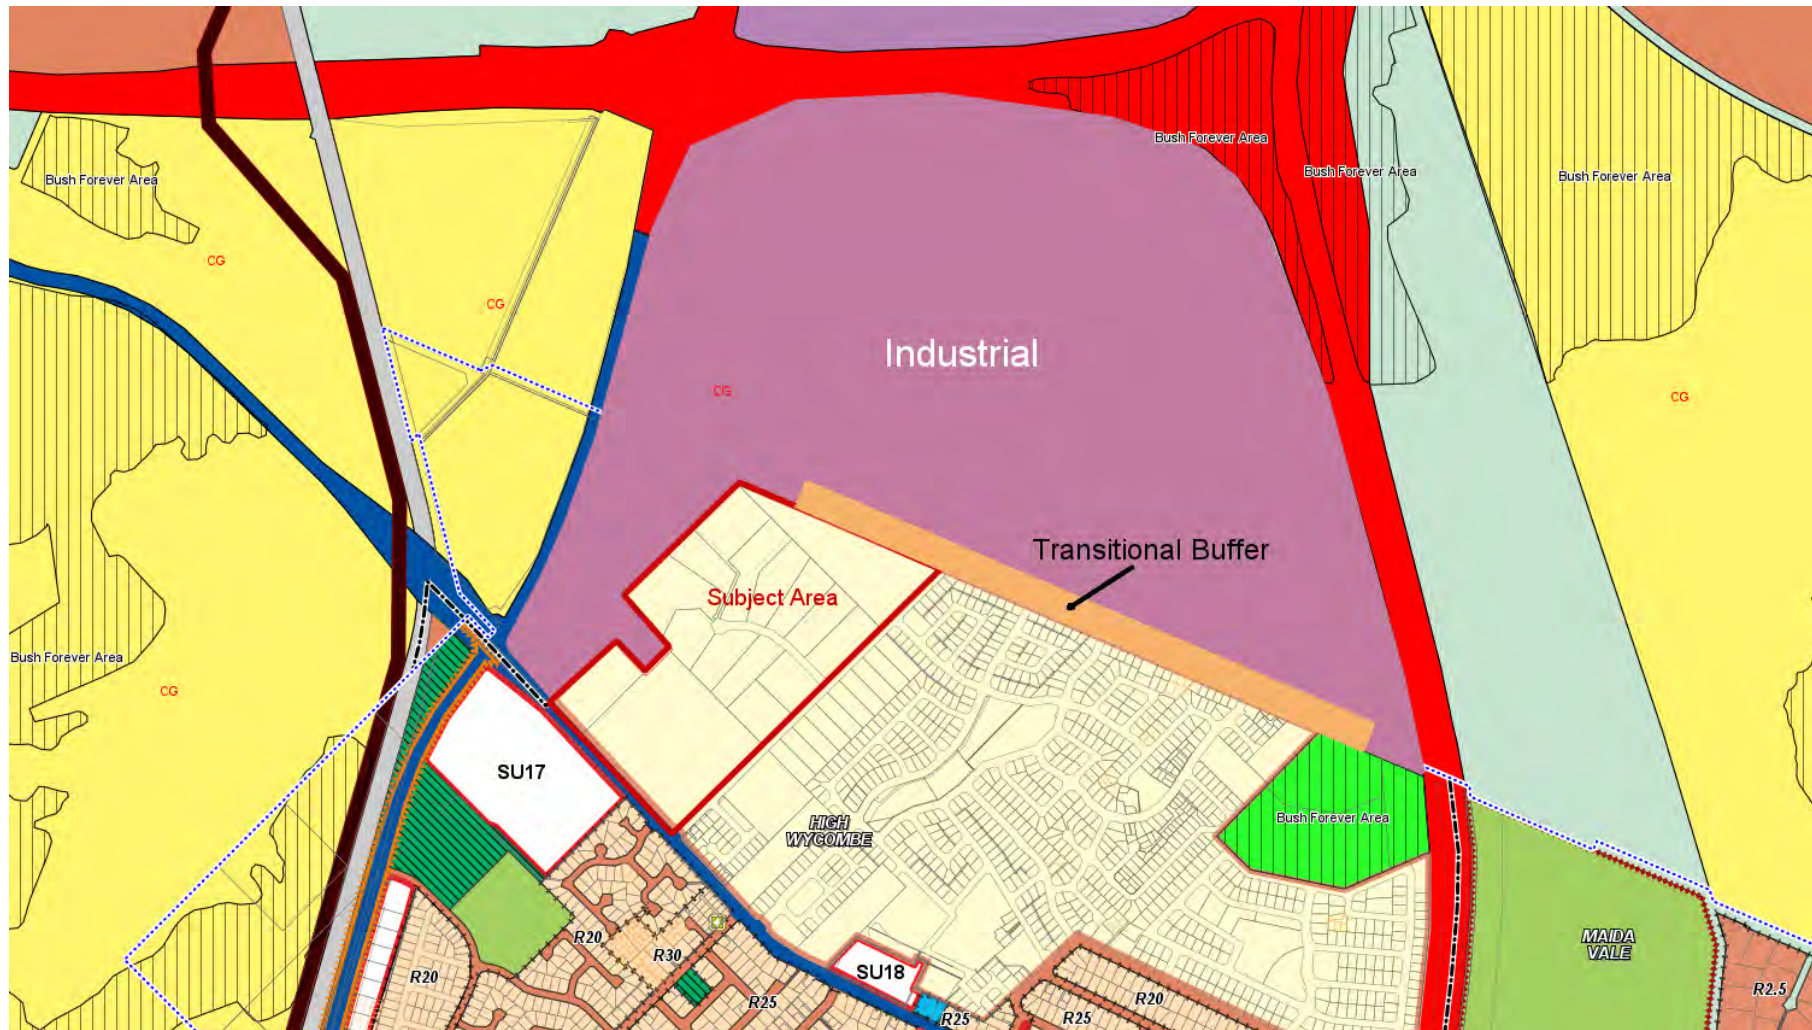 Bush Forever Area
Bush Forever Area
Bush Forever Area
Bush Forever Area
CG
CG
Industrial
CG
CG
Transitional Buffer
Subject Area
Bush Forever Area
CG
SU17
HIGH
WYCOMBE
Bush Forever Area
R20
MAIDA
VALE
R30
R20
SU18
R25
R20
R2.5
R25
R25